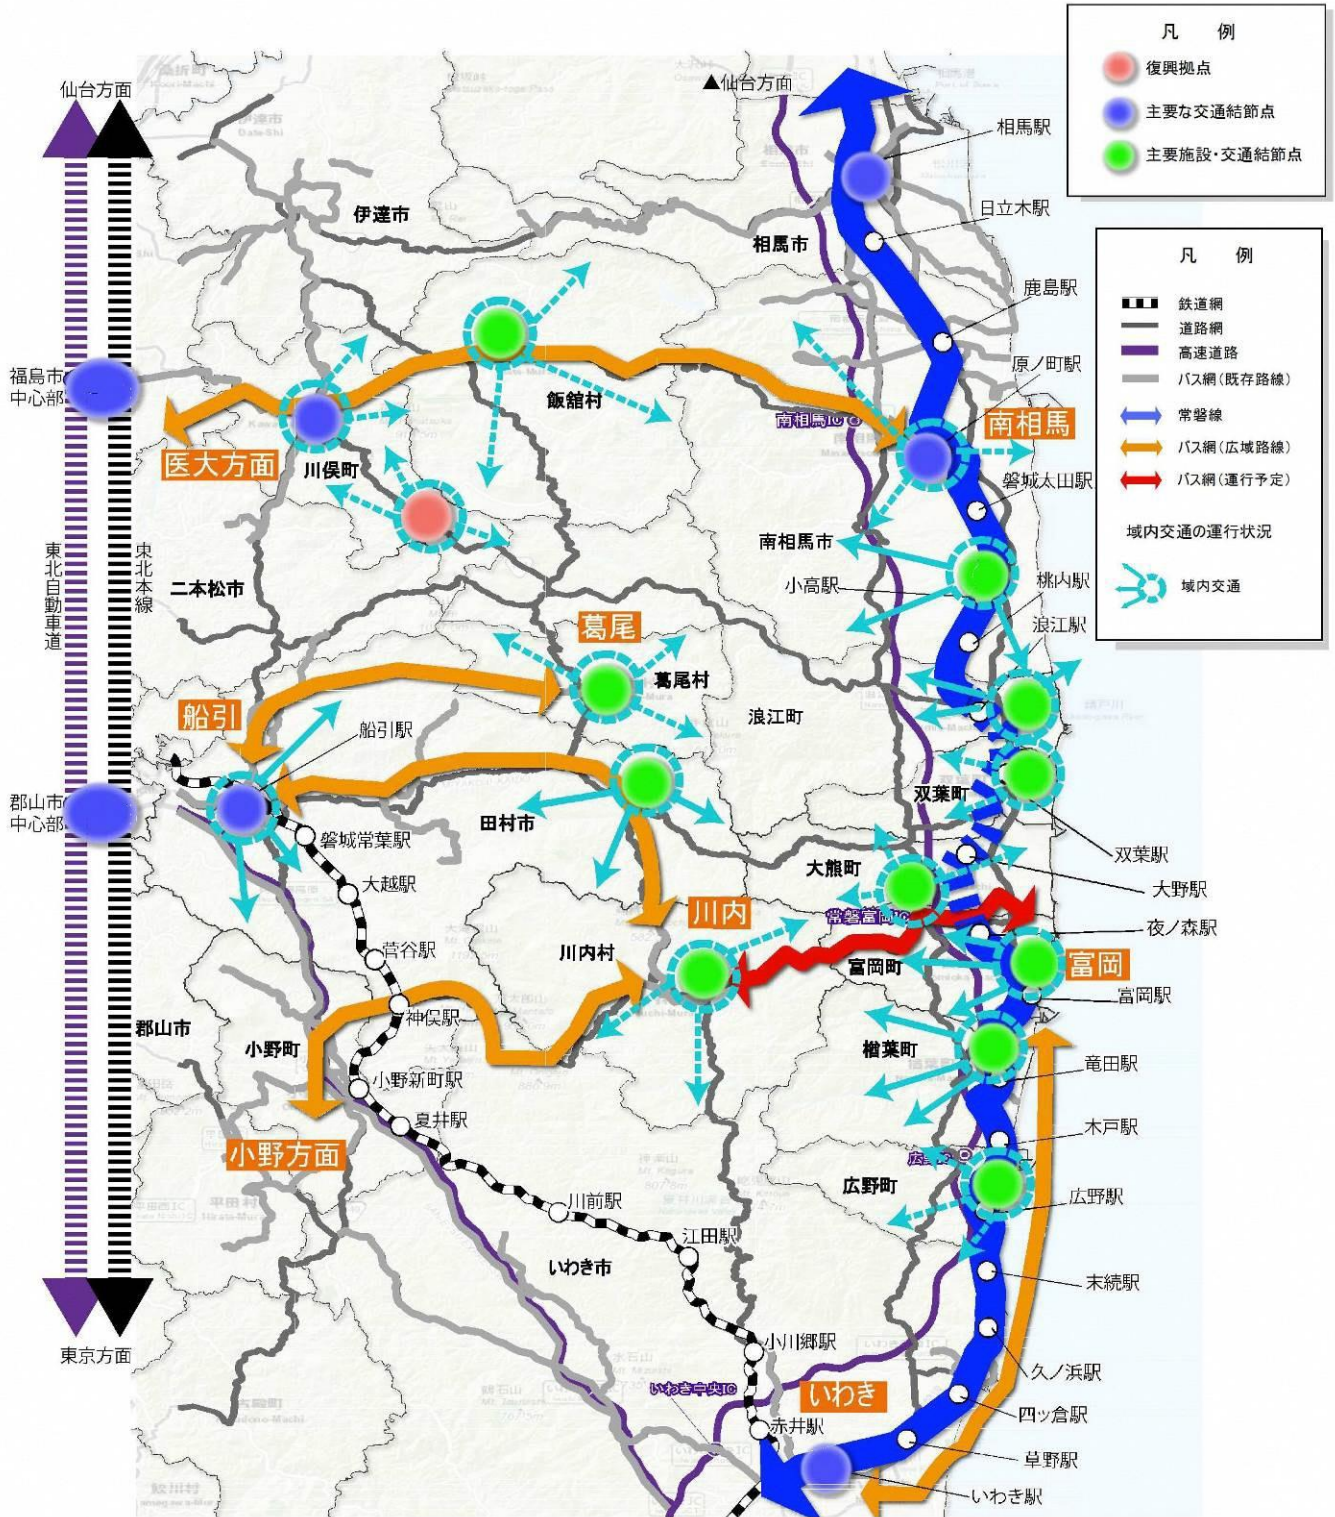 凡 例
復興拠点
主要な交通結節点
主要施設・交通結節点
凡 例
鉄道網
道路網
高速道路
バス網(既存路線)
常磐線
バス網(広域路線)
バス網(運行予定)
域内交通の運行状況
域内交通
仙台方面
▲仙台方面
相馬駅
日立木駅
伊達市
相馬市
鹿島駅
原ノ町駅
福島市
中心部
飯舘村
南相馬IC
南相馬
医大方面
川俣町
磐城太田駅
南相馬市
東北自動車道
東北本線
二本松市
小高駅
桃内駅
浪江駅
葛尾
葛尾村
船引
船引駅
浪江町
郡山市
中心部
双葉町
田村市
磐城常葉駅
双葉駅
大熊町
大野駅
大越駅
川内
常磐富岡IC
夜ノ森駅
菅谷駅
川内村
富岡町
富岡
富岡駅
神俣駅
郡山市
小野町
楢葉町
竜田駅
小野新町駅
夏井駅
木戸駅
小野方面
広野町
広野駅
川前駅
江田駅
いわき市
末続駅
東京方面
小川郷駅
久ノ浜駅
いわき中央IC
いわき
四ッ倉駅
赤井駅
草野駅
いわき駅